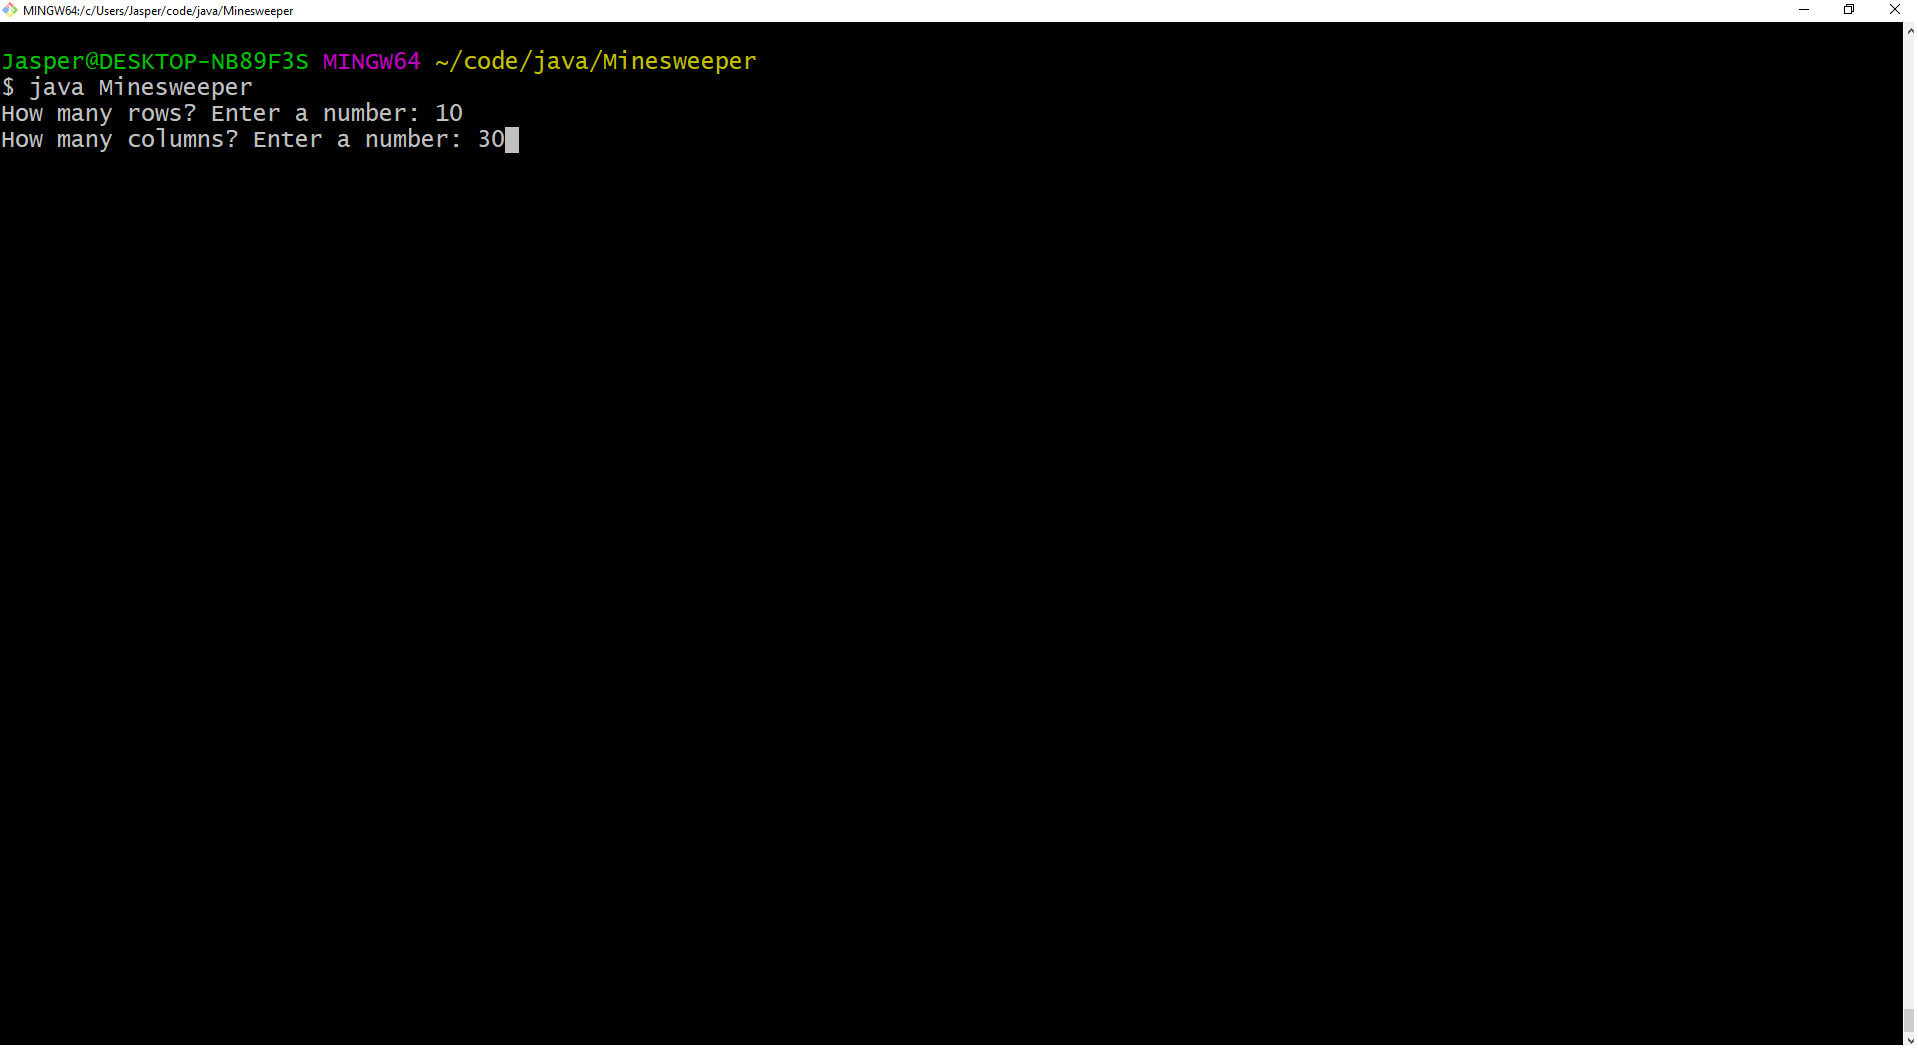 MINGW64:/c/Users/Jasper/code/java/Minesweeper
Jasper@DESKTOP-NB89F3S MINGW64 ~/code/java/Minesweeper
$ java Minesweeper
How many rows? Enter a number: 10
How many columns? Enter a number: 30